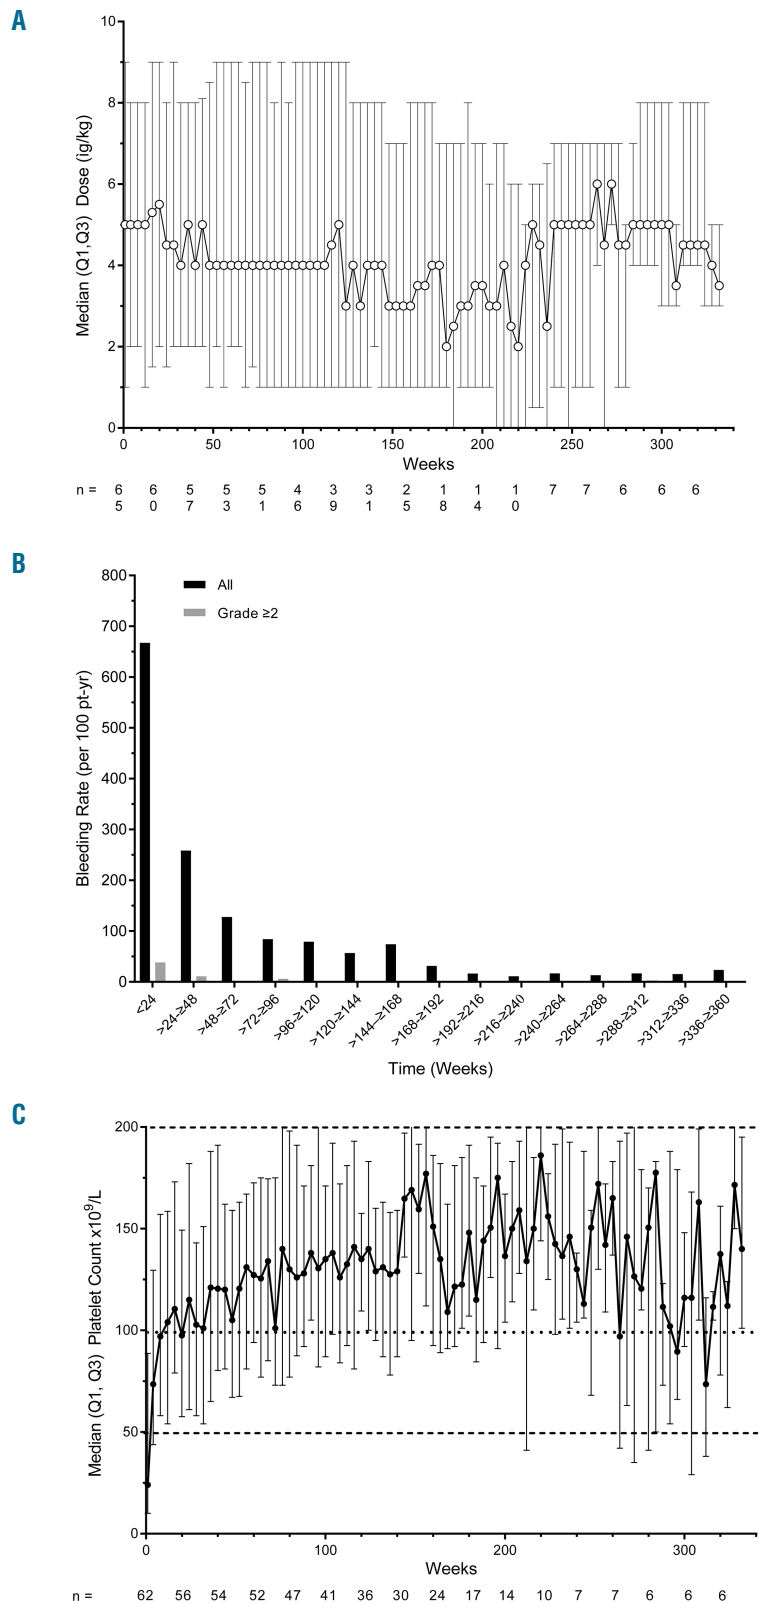 A
10
8
6
4
2
0
Median (Q1,Q3) Dose (ig/kg)
0 50 100 150 200 250 300
Weeks
n = 6 6 5 5 5 4 3 3 2 1 1 1 7 7 6 6 6
5 0 7 3 1 6 9 1 5 8 4 0
B
800
700
600
500
400
300
200
100
0
Bleeding Rate (per 100 pt-yr)
All
Grade ≥2
<24 >24-≥48 >48-≥72 >72-≥96 >96-≥120 >120-≥144 >144-≥168 >168-≥192 >192-≥216 >216-≥240 >240-≥264 >264-≥288 >288-≥312 >312-≥336 >336-≥360
Time (Weeks)
C
200
150
100
50
0
Median (Q1, Q3) Platelet Count x10⁹/L
0 100 200 300
Weeks
n = 62 56 54 52 47 41 36 30 24 17 14 10 7 7 6 6 6